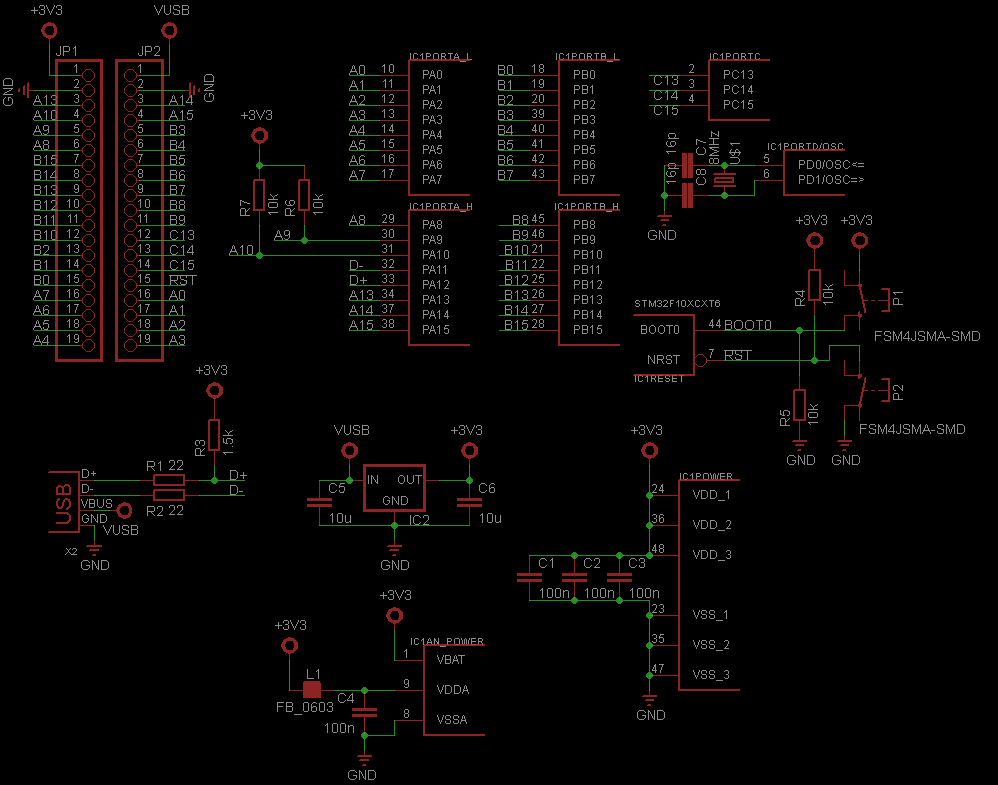 +3V3
VUSB
JP1
JP2
GND
GND
1
2
A13 3
A10 4
A9 5
A8 6
B15 7
B14 8
B13 9
B12 10
B11 11
B10 12
B2 13
B1 14
B0 15
A7 16
A6 17
A5 18
A4 19
1
2
3 A14
4 A15
5 B3
6 B4
7 B5
8 B6
9 B7
10 B8
11 B9
12 C13
13 C14
14 C15
15 RST
16 A0
17 A1
18 A2
19 A3
+3V3
R7
10k
R6
10k
A9
A10
IC1PORTA_L
A0 10 PA0
A1 11 PA1
A2 12 PA2
A3 13 PA3
A4 14 PA4
A5 15 PA5
A6 16 PA6
A7 17 PA7
IC1PORTA_H
A8 29 PA8
30 PA9
31 PA10
D- 32 PA11
D+ 33 PA12
A13 34 PA13
A14 37 PA14
A15 38 PA15
IC1PORTB_L
B0 18 PB0
B1 19 PB1
B2 20 PB2
B3 39 PB3
B4 40 PB4
B5 41 PB5
B6 42 PB6
B7 43 PB7
IC1PORTB_H
B8 45 PB8
B9 46 PB9
B10 21 PB10
B11 22 PB11
B12 25 PB12
B13 26 PB13
B14 27 PB14
B15 28 PB15
IC1PORTC
C13 2 PC13
C14 3 PC14
C15 4 PC15
16p
C7
16p
C8
8MHz
U$1
GND
IC1PORTD/OSC
5 PD0/OSC<=
6 PD1/OSC=>
+3V3
+3V3
R4
10k
P1
FSM4JSMA-SMD
STM32F10XCXT6
BOOT0 44 BOOT0
NRST 7 RST
IC1RESET
R5
10k
P2
FSM4JSMA-SMD
GND
GND
+3V3
R3
1.5k
R1 22
R2 22
D+
D-
USB
D+
D-
VBUS
GND
VUSB
X2
GND
VUSB
+3V3
C5
10u
IN
OUT
GND
IC2
C6
10u
GND
+3V3
IC1POWER
24 VDD_1
36 VDD_2
48 VDD_3
23 VSS_1
35 VSS_2
47 VSS_3
C1
100n
C2
100n
C3
100n
GND
+3V3
+3V3
L1
FB_0603
C4
100n
IC1AN_POWER
1 VBAT
9 VDDA
8 VSSA
GND